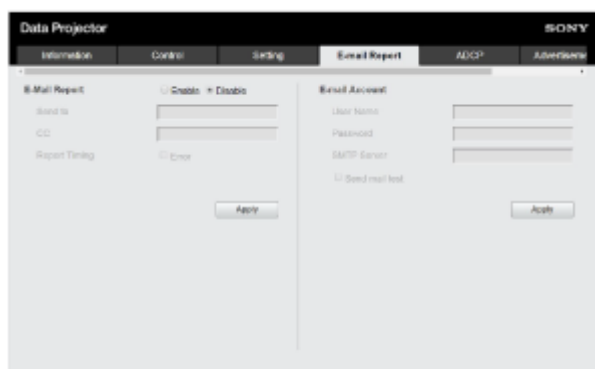 Data Projector
SONY
Information Control Setting E-mail Report ADCP Advertiseme
E-Mail Report Enable Disable
Send to
CC
Report Timing Error
Apply
E-mail Account
User Name
Password
SMTP Server
Send mail test
Apply